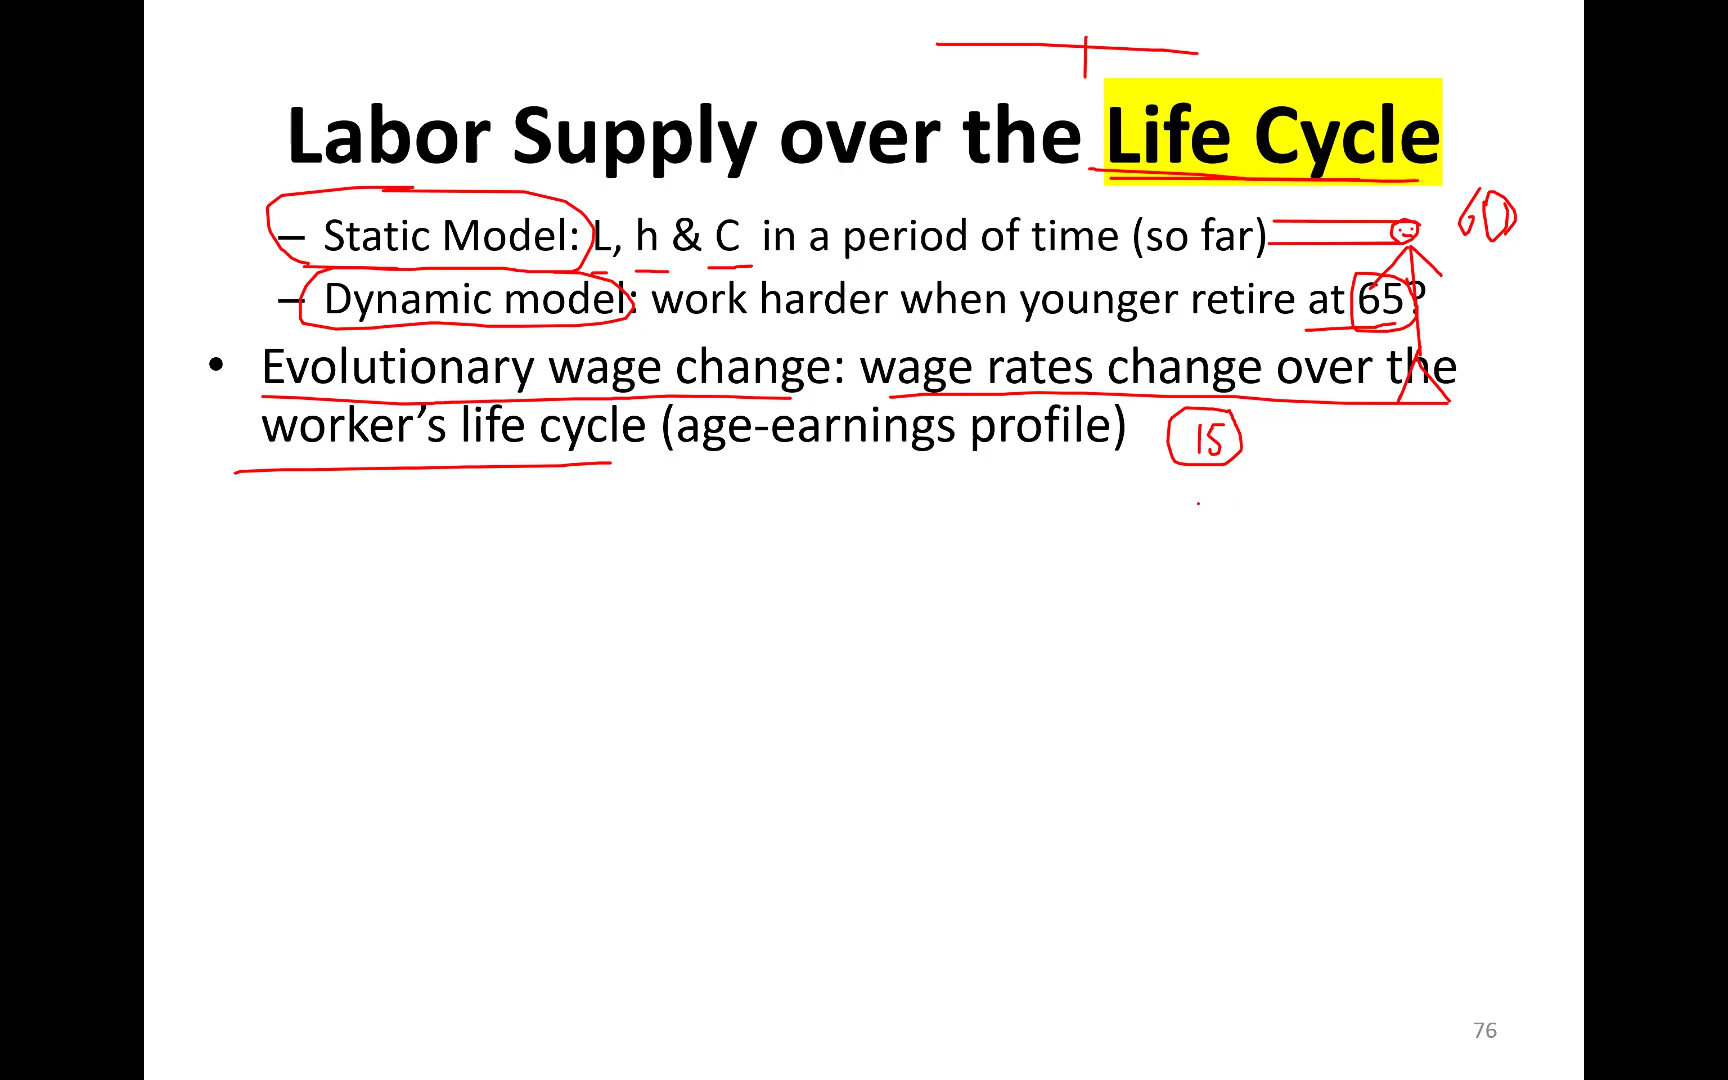 Labor Supply over the Life Cycle
– Static Model: L, h & C in a period of time (so far)
60
– Dynamic model: work harder when younger retire at 65?
• Evolutionary wage change: wage rates change over the
worker’s life cycle (age-earnings profile)
15
76